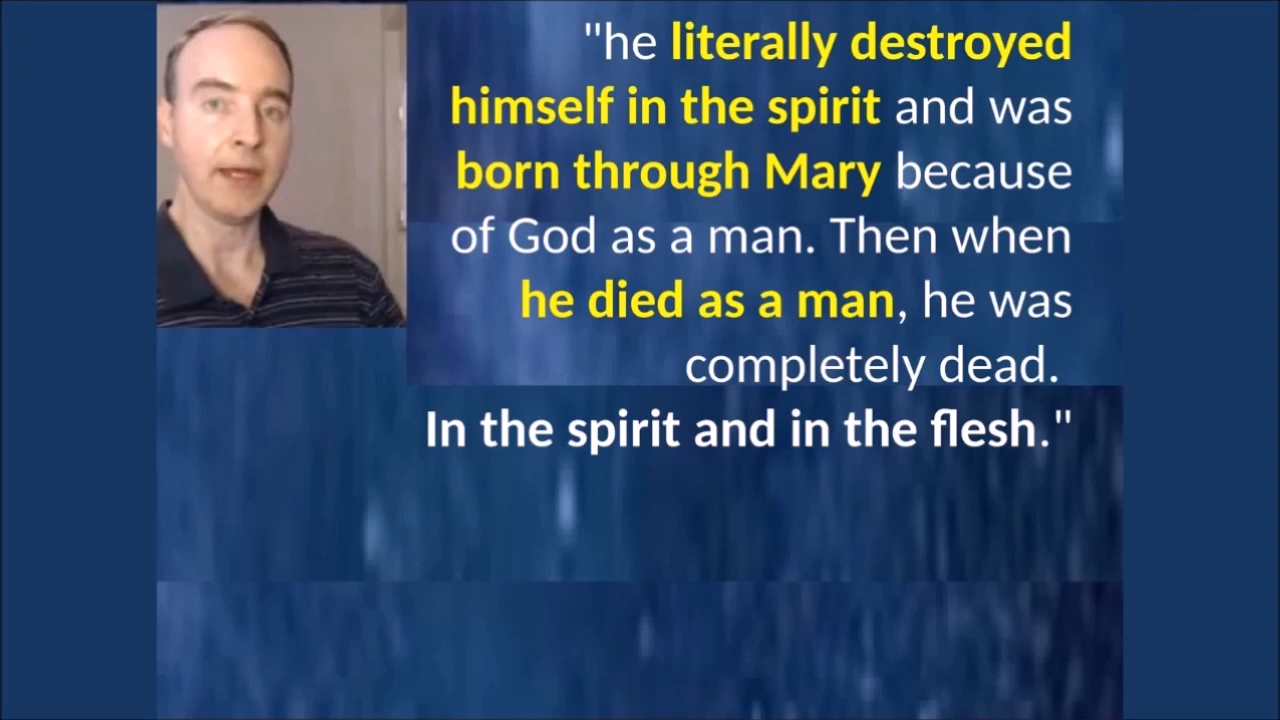 "he literally destroyed
himself in the spirit and was
born through Mary because
of God as a man. Then when
he died as a man, he was
completely dead.
In the spirit and in the flesh."